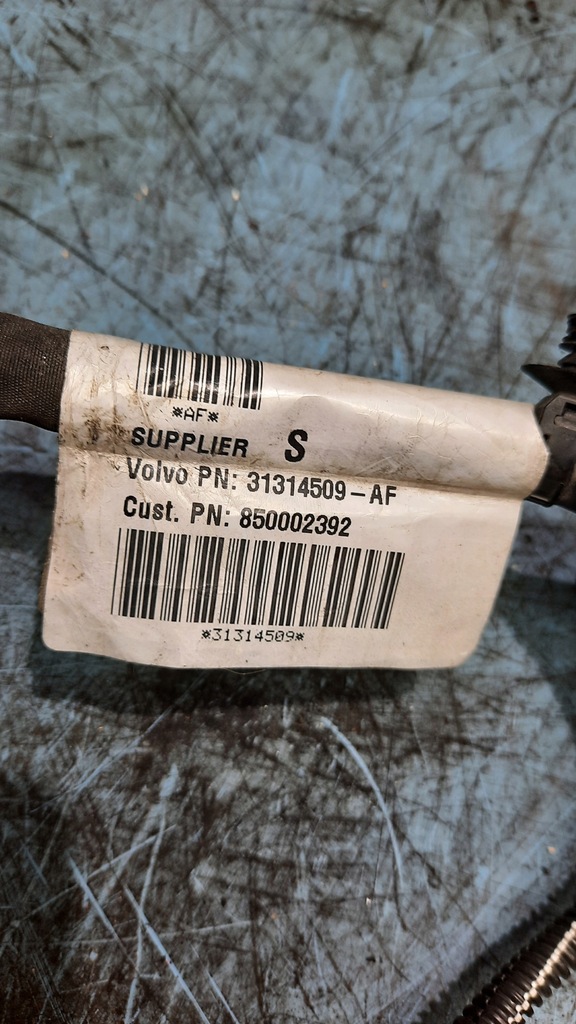 *AF*
SUPPLIER S
Volvo PN: 31314509-AF
Cust. PN: 850002392
*31314509*